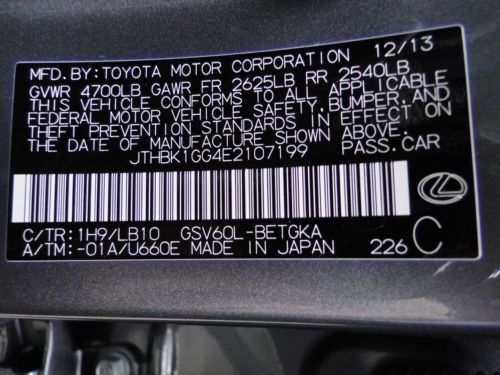 MFD.BY:TOYOTA MOTOR CORPORATION 12/13
GVWR 4700LB GAWR FR 2625LB RR 2540LB
THIS VEHICLE CONFORMS TO ALL APPLICABLE
FEDERAL MOTOR VEHICLE SAFETY,BUMPER,AND
THEFT PREVENTION STANDARDS IN EFFECT ON
THE DATE OF MANUFACTURE SHOWN ABOVE.
JTHBK1GG4E2107199 PASS.CAR
C/TR:1H9/LB10 GSV60L-BETGKA
A/TM:-01A/U660E MADE IN JAPAN 226 C